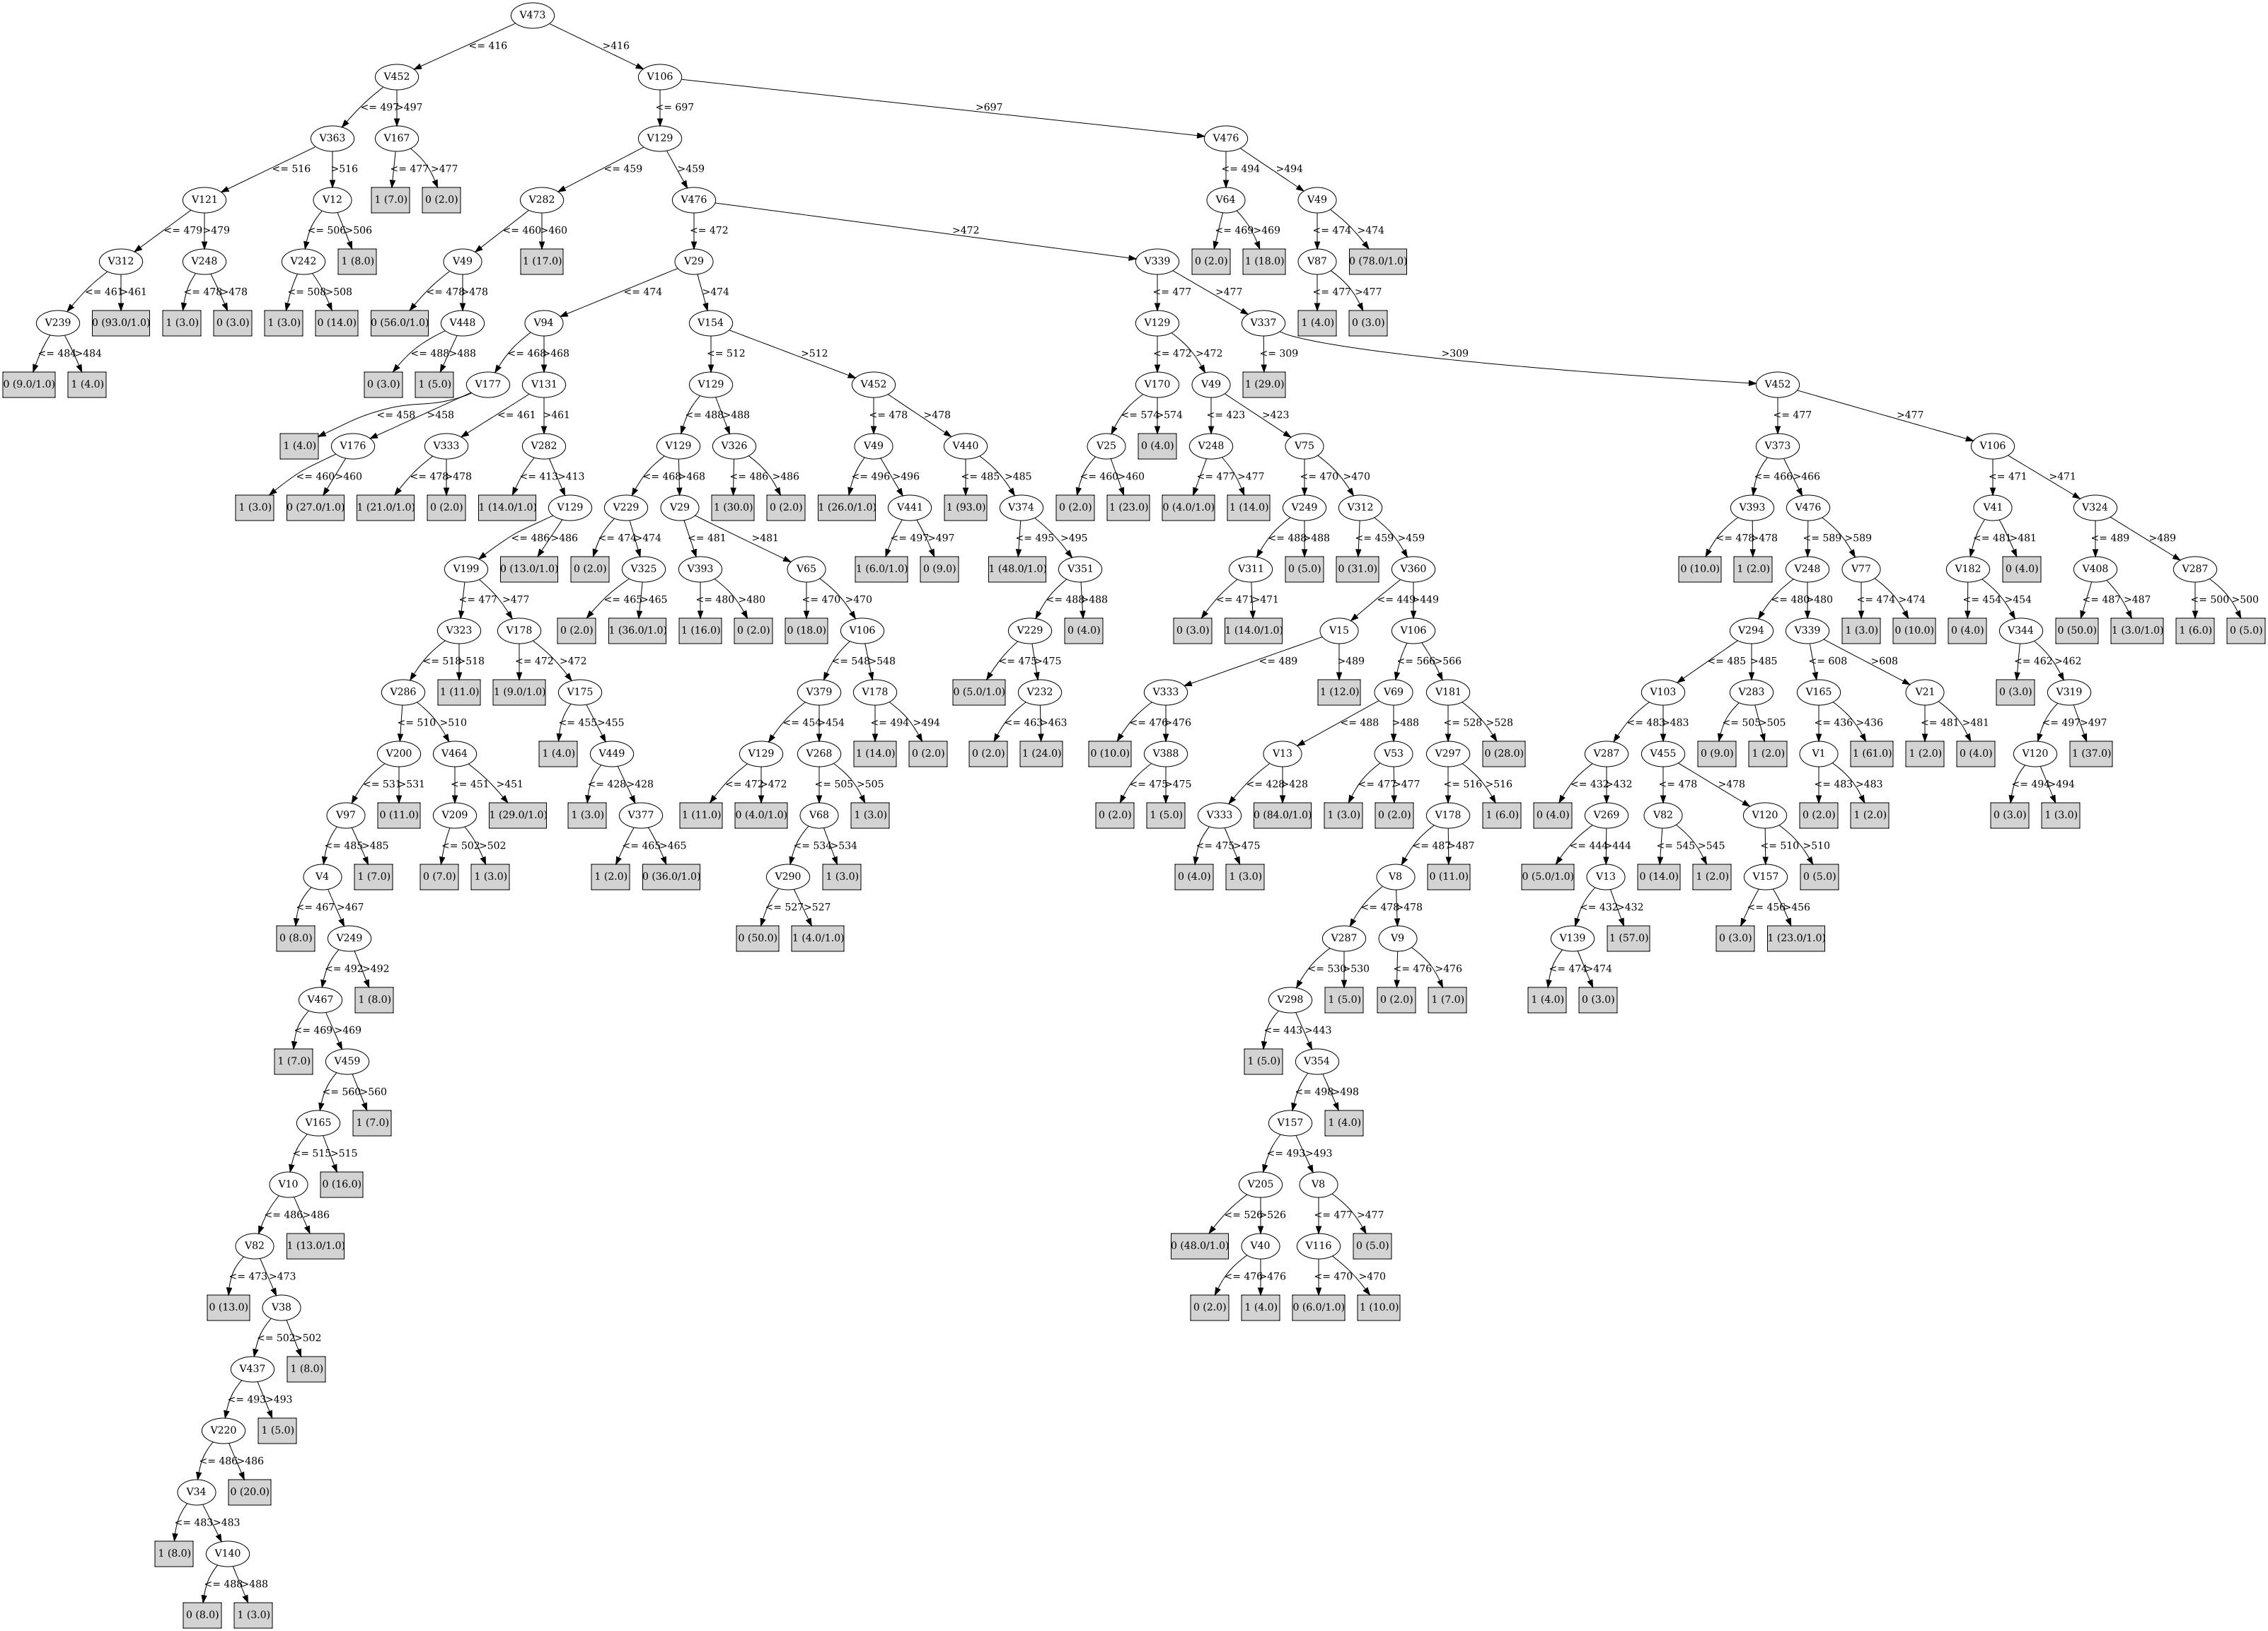 V473
<= 416 >416
V452 V106
<= 497 >497 <= 697 >697
V363 V167 V129 V476
<= 516 >516 <= 477 >477 <= 459 >459 <= 494 >494
V121 V12 1 (7.0) 0 (2.0) V282 V476 V64 V49
<= 479 >479 <= 506 >506 <= 460 >460 <= 472 >472 <= 469 >469 <= 474 >474
V312 V248 V242 1 (8.0) V49 1 (17.0) V29 V339 0 (2.0) 1 (18.0) V87 0 (78.0/1.0)
<= 461 >461 <= 478 >478 <= 508 >508 <= 478 >478 <= 474 >474 <= 477 >477 <= 477 >477
V239 0 (93.0/1.0) 1 (3.0) 0 (3.0) 1 (3.0) 0 (14.0) 0 (56.0/1.0) V448 V94 V154 V129 V337 1 (4.0) 0 (3.0)
<= 484 >484 <= 488 >488 <= 468 >468 <= 512 >512 <= 472 >472 <= 309 >309
0 (9.0/1.0) 1 (4.0) 0 (3.0) 1 (5.0) V177 V131 V129 V452 V170 V49 1 (29.0) V452
<= 458 >458 <= 461 >461 <= 488 >488 <= 478 >478 <= 574 >574 <= 423 >423 <= 477 >477
1 (4.0) V176 V333 V282 V129 V326 V49 V440 V25 0 (4.0) V248 V75 V373 V106
<= 460 >460 <= 478 >478 <= 413 >413 <= 468 >468 <= 486 >486 <= 496 >496 <= 485 >485 <= 460 >460 <= 477 >477 <= 470 >470 <= 466 >466 <= 471 >471
1 (3.0) 0 (27.0/1.0) 1 (21.0/1.0) 0 (2.0) 1 (14.0/1.0) V129 V229 V29 1 (30.0) 0 (2.0) 1 (26.0/1.0) V441 1 (93.0) V374 0 (2.0) 1 (23.0) 0 (4.0/1.0) 1 (14.0) V249 V312 V393 V476 V41 V324
<= 486 >486 <= 474 >474 <= 481 >481 <= 497 >497 <= 495 >495 <= 488 >488 <= 459 >459 <= 478 >478 <= 589 >589 <= 481 >481 <= 489 >489
V199 0 (13.0/1.0) 0 (2.0) V325 V393 V65 1 (6.0/1.0) 0 (9.0) 1 (48.0/1.0) V351 V311 0 (5.0) 0 (31.0) V360 0 (10.0) 1 (2.0) V248 V77 V182 0 (4.0) V408 V287
<= 477 >477 <= 465 >465 <= 480 >480 <= 470 >470 <= 488 >488 <= 471 >471 <= 449 >449 <= 480 >480 <= 474 >474 <= 454 >454 <= 487 >487 <= 500 >500
V323 V178 0 (2.0) 1 (36.0/1.0) 1 (16.0) 0 (2.0) 0 (18.0) V106 V229 0 (4.0) 0 (3.0) 1 (14.0/1.0) V15 V106 V294 V339 1 (3.0) 0 (10.0) 0 (4.0) V344 0 (50.0) 1 (3.0/1.0) 1 (6.0) 0 (5.0)
<= 518 >518 <= 472 >472 <= 548 >548 <= 475 >475 <= 489 >489 <= 566 >566 <= 485 >485 <= 608 >608 <= 462 >462
V286 1 (11.0) 1 (9.0/1.0) V175 V379 V178 0 (5.0/1.0) V232 V333 1 (12.0) V69 V181 V103 V283 V165 V21 0 (3.0) V319
<= 510 >510 <= 455 >455 <= 454 >454 <= 494 >494 <= 463 >463 <= 476 >476 <= 488 >488 <= 528 >528 <= 483 >483 <= 505 >505 <= 436 >436 <= 481 >481 <= 497 >497
V200 V464 1 (4.0) V449 V129 V268 1 (14.0) 0 (2.0) 0 (2.0) 1 (24.0) 0 (10.0) V388 V13 V53 V297 0 (28.0) V287 V455 0 (9.0) 1 (2.0) V1 1 (61.0) 1 (2.0) 0 (4.0) V120 1 (37.0)
<= 531 >531 <= 451 >451 <= 428 >428 <= 472 >472 <= 505 >505 <= 475 >475 <= 428 >428 <= 477 >477 <= 516 >516 <= 432 >432 <= 478 >478 <= 483 >483 <= 494 >494
V97 0 (11.0) V209 1 (29.0/1.0) 1 (3.0) V377 1 (11.0) 0 (4.0/1.0) V68 1 (3.0) 0 (2.0) 1 (5.0) V333 0 (84.0/1.0) 1 (3.0) 0 (2.0) V178 1 (6.0) 0 (4.0) V269 V82 V120 0 (2.0) 1 (2.0) 0 (3.0) 1 (3.0)
<= 485 >485 <= 502 >502 <= 465 >465 <= 534 >534 <= 475 >475 <= 487 >487 <= 444 >444 <= 545 >545 <= 510 >510
V4 1 (7.0) 0 (7.0) 1 (3.0) 1 (2.0) 0 (36.0/1.0) V290 1 (3.0) 0 (4.0) 1 (3.0) V8 0 (11.0) 0 (5.0/1.0) V13 0 (14.0) 1 (2.0) V157 0 (5.0)
<= 467 >467 <= 527 >527 <= 478 >478 <= 432 >432 <= 456 >456
0 (8.0) V249 0 (50.0) 1 (4.0/1.0) V287 V9 V139 1 (57.0) 0 (3.0) 1 (23.0/1.0)
<= 492 >492 <= 530 >530 <= 476 >476 <= 474 >474
V467 1 (8.0) V298 1 (5.0) 0 (2.0) 1 (7.0) 1 (4.0) 0 (3.0)
<= 469 >469 <= 443 >443
1 (7.0) V459 1 (5.0) V354
<= 560 >560 <= 498 >498
V165 1 (7.0) V157 1 (4.0)
<= 515 >515 <= 493 >493
V10 0 (16.0) V205 V8
<= 486 >486 <= 526 >526 <= 477 >477
V82 1 (13.0/1.0) 0 (48.0/1.0) V40 V116 0 (5.0)
<= 473 >473 <= 476 >476 <= 470 >470
0 (13.0) V38 0 (2.0) 1 (4.0) 0 (6.0/1.0) 1 (10.0)
<= 502 >502
V437 1 (8.0)
<= 493 >493
V220 1 (5.0)
<= 486 >486
V34 0 (20.0)
<= 483 >483
1 (8.0) V140
<= 488 >488
0 (8.0) 1 (3.0)